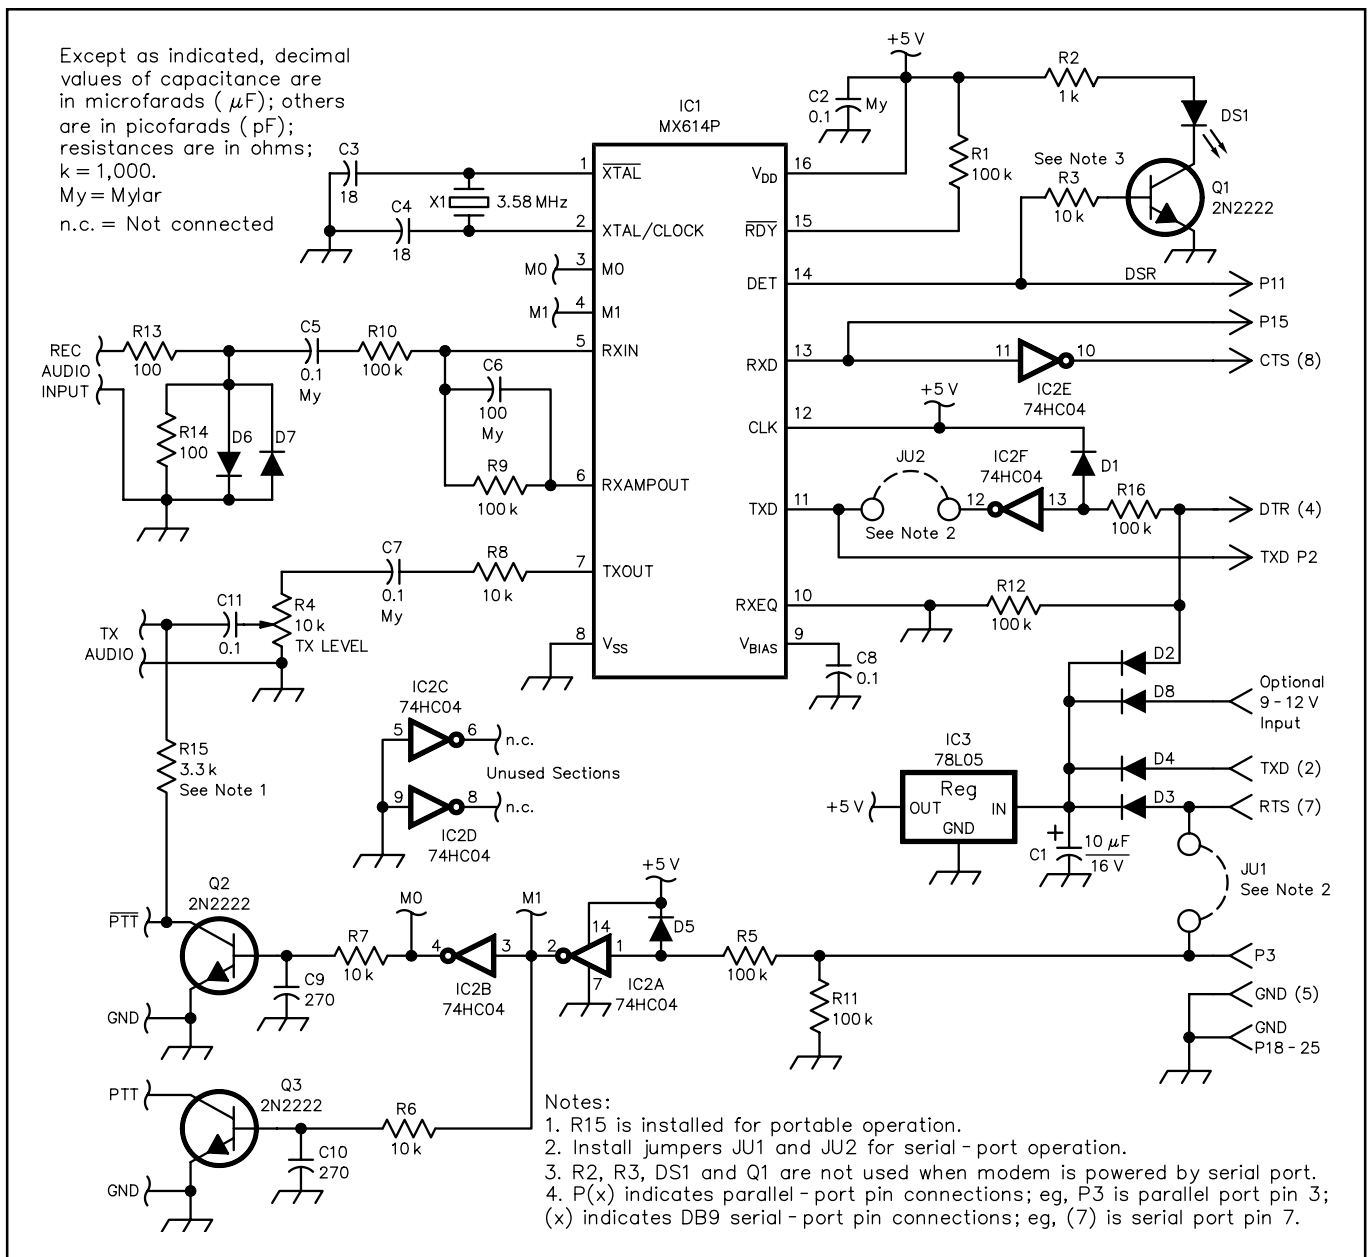 Except as indicated, decimal
values of capacitance are
in microfarads ( μF); others
are in picofarads (pF);
resistances are in ohms;
k = 1,000.
My = Mylar
n.c. = Not connected
C3
18
C4
18
X1
3.58 MHz
IC1
MX614P
1
XTAL
2
XTAL/CLOCK
M0
3
M0
M1
4
M1
5
RXIN
6
RXAMPOUT
7
TXOUT
8
VSS
16
VDD
15
RDY
14
DET
13
RXD
12
CLK
11
TXD
10
RXEQ
9
VBIAS
+5 V
C2
0.1
My
R2
1 k
DS1
R1
100 k
See Note 3
R3
10 k
Q1
2N2222
DSR
P11
P15
11
10
CTS (8)
IC2E
74HC04
+5 V
JU2
See Note 2
IC2F
74HC04
12
13
D1
R16
100 k
DTR (4)
TXD P2
R12
100 k
C8
0.1
D2
D8
Optional
9 - 12 V
Input
D4
TXD (2)
D3
RTS (7)
IC3
78L05
Reg
+5 V
OUT
IN
GND
+
C1
10 μF
16 V
JU1
See Note 2
REC
AUDIO
INPUT
R13
100
C5
0.1
My
R10
100 k
C6
100
My
R14
100
D6
D7
R9
100 k
C7
0.1
My
R8
10 k
TX
AUDIO
C11
0.1
R4
10 k
TX LEVEL
R15
3.3 k
See Note 1
IC2C
74HC04
5
6
n.c.
Unused Sections
9
8
n.c.
IC2D
74HC04
Q2
2N2222
PTT
GND
C9
270
R7
10 k
M0
4
3
IC2B
74HC04
M1
2
14
1
7
IC2A
74HC04
+5 V
D5
R5
100 k
R11
100 k
P3
GND (5)
GND
P18 - 25
PTT
GND
Q3
2N2222
C10
270
R6
10 k
Notes:
1. R15 is installed for portable operation.
2. Install jumpers JU1 and JU2 for serial - port operation.
3. R2, R3, DS1 and Q1 are not used when modem is powered by serial port.
4. P(x) indicates parallel - port pin connections; eg, P3 is parallel port pin 3;
(x) indicates DB9 serial - port pin connections; eg, (7) is serial port pin 7.